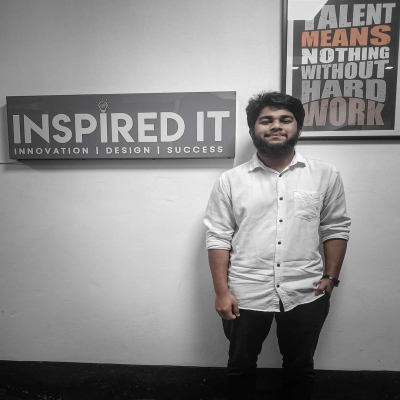 INSPIRED IT
INNOVATION | DESIGN | SUCCESS
TALENT
MEANS
NOTHING
WITHOUT
HARD
WORK